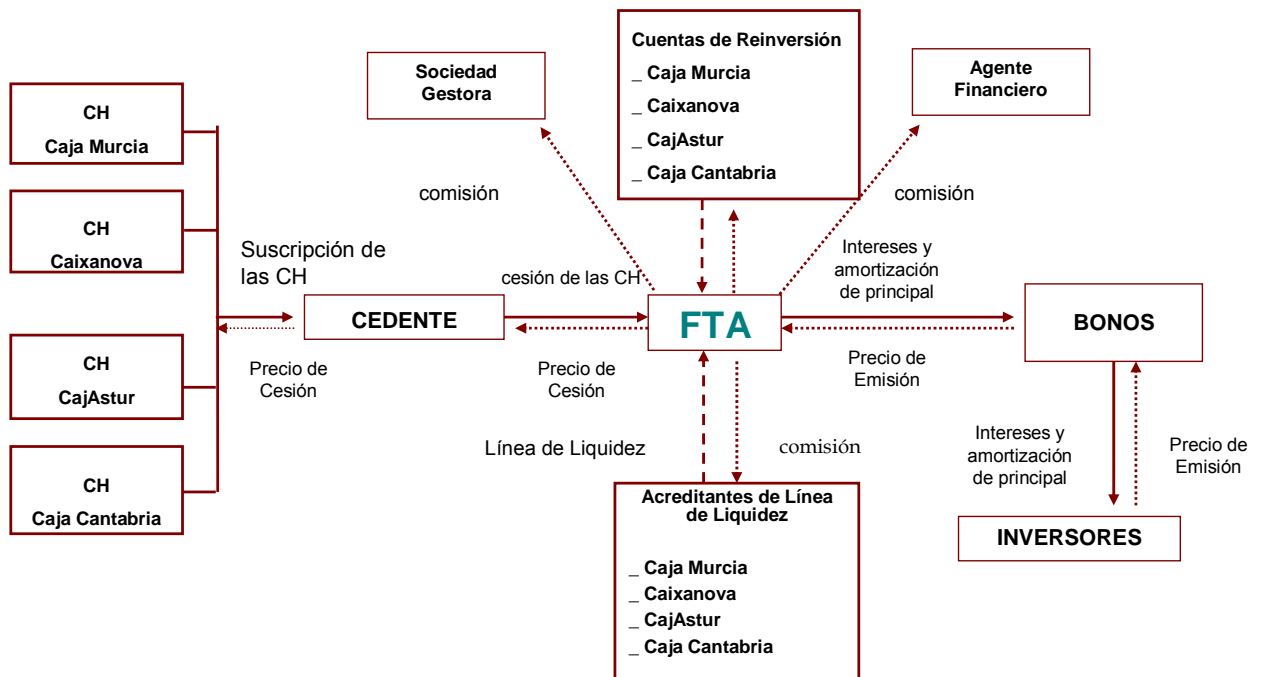 CH
Caja Murcia
CH
Caixanova
CH
CajAstur
CH
Caja Cantabria
Suscripción de
las CH
Precio de
Cesión
CEDENTE
cesión de las CH
Precio de
Cesión
Sociedad
Gestora
comisión
Cuentas de Reinversión
_ Caja Murcia
_ Caixanova
_ CajAstur
_ Caja Cantabria
Agente
Financiero
comisión
FTA
Intereses y
amortización
de principal
Precio de
Emisión
BONOS
Línea de Liquidez
comisión
Acreditantes de Línea
de Liquidez
_ Caja Murcia
_ Caixanova
_ CajAstur
_ Caja Cantabria
Intereses y
amortización
de principal
Precio de
Emisión
INVERSORES